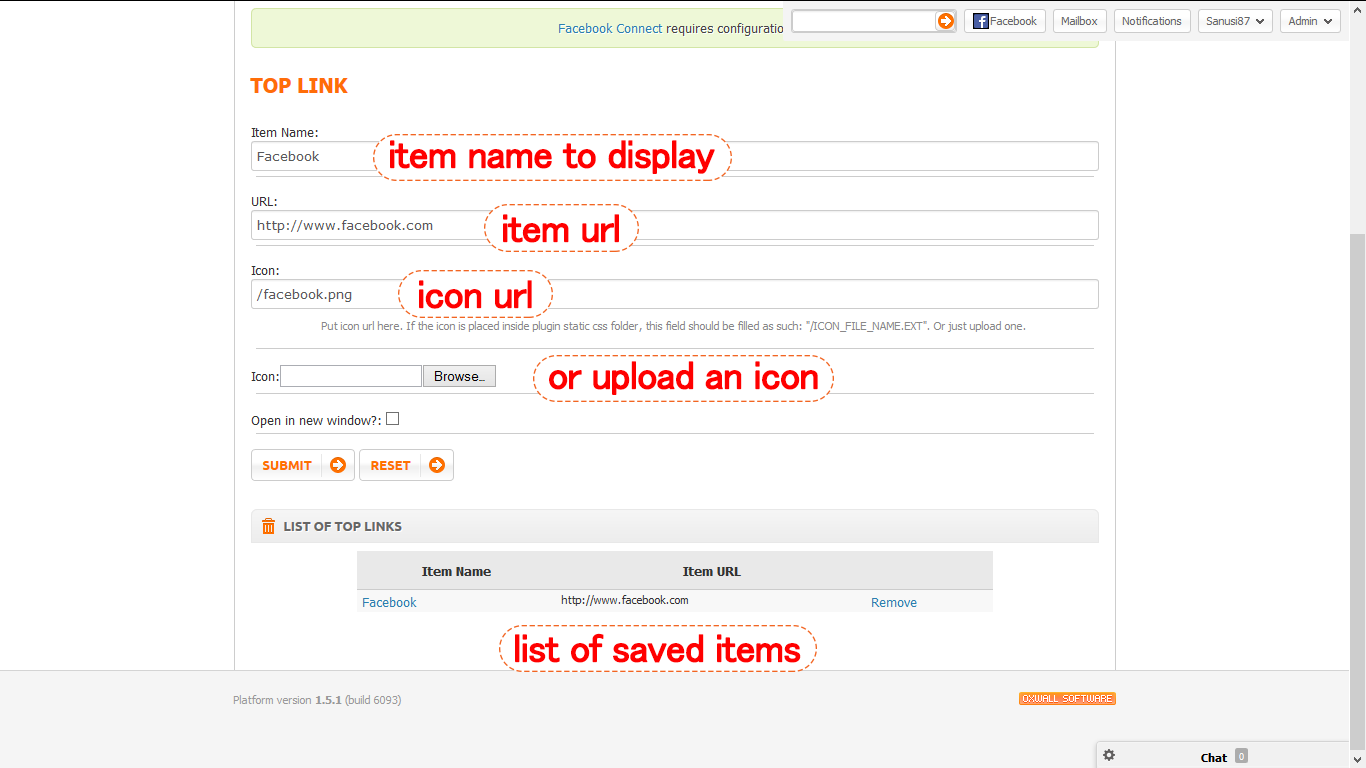 Facebook Connect requires configuratio
Facebook
Mailbox
Notifications
Sanusi87
Admin
TOP LINK
Item Name:
Facebook
item name to display
URL:
http://www.facebook.com
item url
Icon:
/facebook.png
icon url
Put icon url here. If the icon is placed inside plugin static css folder, this field should be filled as such: "/ICON_FILE_NAME.EXT". Or just upload one.
Icon:
Browse...
or upload an icon
Open in new window?:
SUBMIT
RESET
LIST OF TOP LINKS
Item Name Item URL
Facebook http://www.facebook.com Remove
list of saved items
Platform version 1.5.1 (build 6093)
OXWALL SOFTWARE
Chat 0